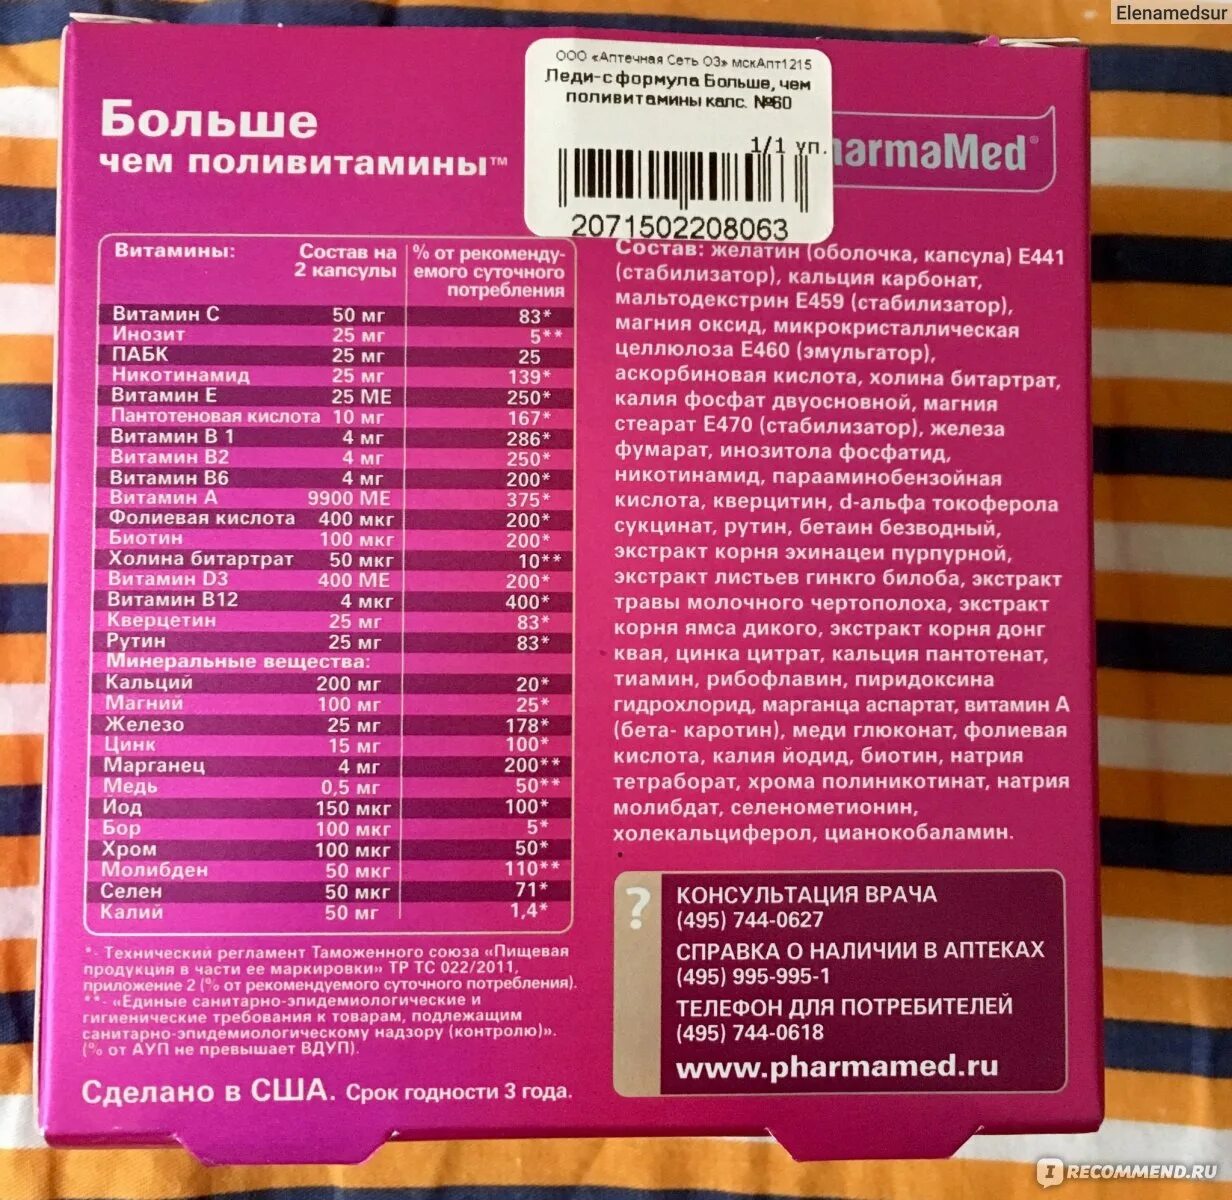 Elenamedsur
ООО «Аптечная Сеть О3» мскАпт1215
Леди-с формула Больше, чем
поливитамины капс. №60
1/1 уп.
2071502208063
Больше
чем поливитамины™
armaMed®
Витамины: Состав на 2 капсулы % от рекоменду-
емого суточного
потребления
Витамин С 50 мг 83*
Инозит 25 мг 5**
ПАБК 25 мг 25
Никотинамид 25 мг 139*
Витамин Е 25 МЕ 250*
Пантотеновая кислота 10 мг 167*
Витамин В 1 4 мг 286*
Витамин В2 4 мг 250*
Витамин В6 4 мг 200*
Витамин А 9900 МЕ 375*
Фолиевая кислота 400 мкг 200*
Биотин 100 мкг 200*
Холина битартрат 50 мкг 10**
Витамин D3 400 МЕ 200*
Витамин В12 4 мкг 400*
Кверцетин 25 мг 83*
Рутин 25 мг 83*
Минеральные вещества:
Кальций 200 мг 20*
Магний 100 мг 25*
Железо 25 мг 178*
Цинк 15 мг 100*
Марганец 4 мг 200**
Медь 0,5 мг 50**
Йод 150 мкг 100*
Бор 100 мкг 5*
Хром 100 мкг 50*
Молибден 50 мкг 110**
Селен 50 мкг 71*
Калий 50 мг 1,4*
*- Технический регламент Таможенного союза «Пищевая
продукция в части ее маркировки» ТР ТС 022/2011,
приложение 2 (% от рекомендуемого суточного потребления).
**- «Единые санитарно-эпидемиологические и
гигиенические требования к товарам, подлежащим
санитарно-эпидемиологическому надзору (контролю)».
(% от АУП не превышает ВДУП).
Сделано в США. Срок годности 3 года.
Состав: желатин (оболочка, капсула) Е441
(стабилизатор), кальция карбонат,
мальтодекстрин Е459 (стабилизатор),
магния оксид, микрокристаллическая
целлюлоза Е460 (эмульгатор),
аскорбиновая кислота, холина битартрат,
калия фосфат двуосновной, магния
стеарат Е470 (стабилизатор), железа
фумарат, инозитола фосфатид,
никотинамид, парааминобензойная
кислота, кверцитин, d-альфа токоферола
сукцинат, рутин, бетаин безводный,
экстракт корня эхинацеи пурпурной,
экстракт листьев гинкго билоба, экстракт
травы молочного чертополоха, экстракт
корня ямса дикого, экстракт корня донг
квая, цинка цитрат, кальция пантотенат,
тиамин, рибофлавин, пиридоксина
гидрохлорид, марганца аспартат, витамин А
(бета- каротин), меди глюконат, фолиевая
кислота, калия йодид, биотин, натрия
тетраборат, хрома полиникотинат, натрия
молибдат, селенометионин,
холекальциферол, цианокобаламин.
?
КОНСУЛЬТАЦИЯ ВРАЧА
(495) 744-0627
СПРАВКА О НАЛИЧИИ В АПТЕКАХ
(495) 995-995-1
ТЕЛЕФОН ДЛЯ ПОТРЕБИТЕЛЕЙ
(495) 744-0618
www.pharmamed.ru
IRECOMMEND.RU